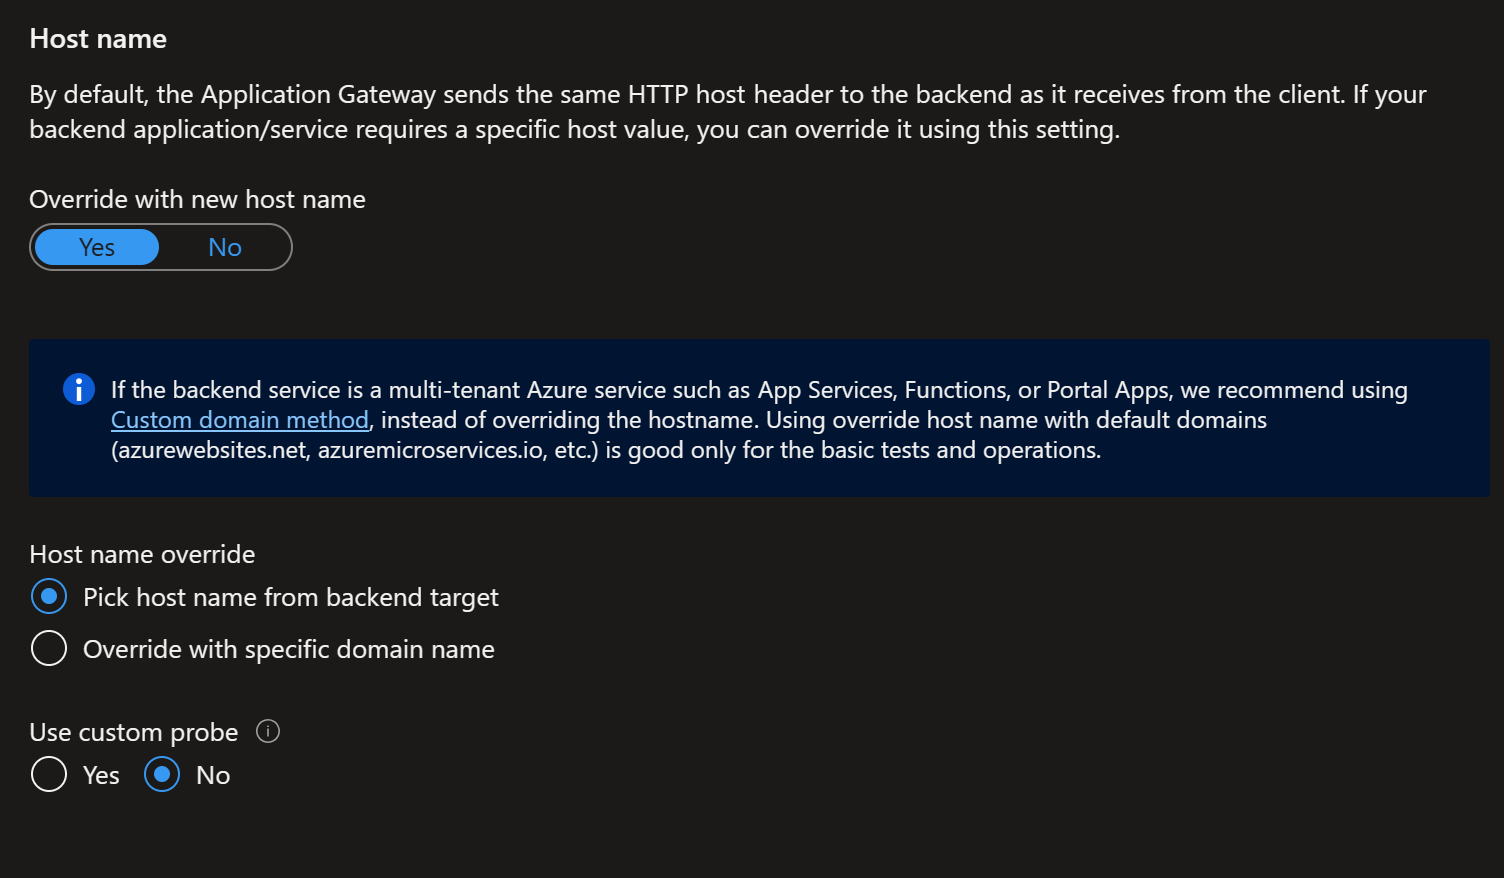 Host name
By default, the Application Gateway sends the same HTTP host header to the backend as it receives from the client. If your
backend application/service requires a specific host value, you can override it using this setting.
Override with new host name
Yes No
If the backend service is a multi-tenant Azure service such as App Services, Functions, or Portal Apps, we recommend using
Custom domain method, instead of overriding the hostname. Using override host name with default domains
(azurewebsites.net, azuremicroservices.io, etc.) is good only for the basic tests and operations.
Host name override
Pick host name from backend target
Override with specific domain name
Use custom probe
Yes No